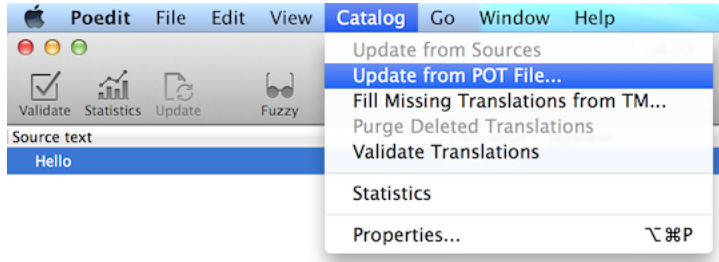 Poedit File Edit View Catalog Go Window Help
Update from Sources
Update from POT File...
Fill Missing Translations from TM...
Purge Deleted Translations
Validate Translations
Statistics
Properties... ⌥⌘P
Validate Statistics Update Fuzzy
Source text
Hello